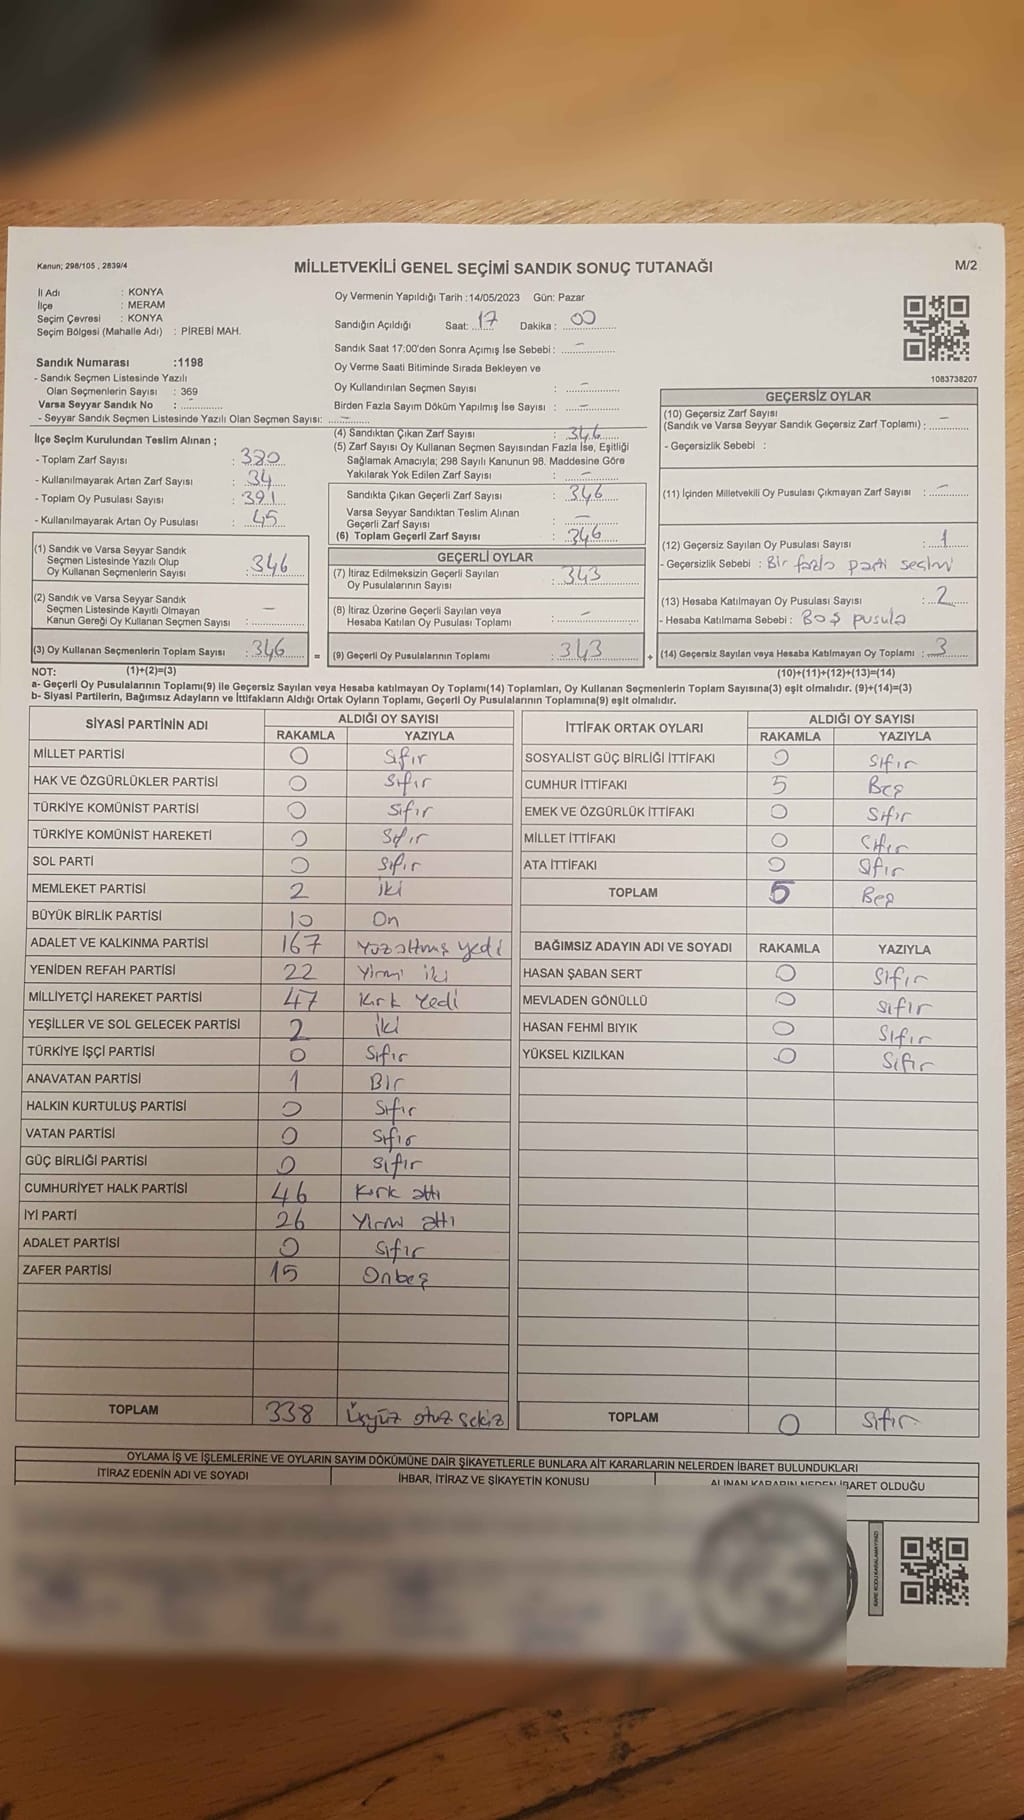 Kanun; 298/105 , 2839/4
MİLLETVEKİLİ GENEL SEÇİMİ SANDIK SONUÇ TUTANAĞI
M/2
İl Adı : KONYA
İlçe : MERAM
Seçim Çevresi : KONYA
Seçim Bölgesi (Mahalle Adı) : PİREBİ MAH.
Sandık Numarası :1198
- Sandık Seçmen Listesinde Yazılı
Olan Seçmenlerin Sayısı : 369
Varsa Seyyar Sandık No :
- Seyyar Sandık Seçmen Listesinde Yazılı Olan Seçmen Sayısı: –
İlçe Seçim Kurulundan Teslim Alınan ;
- Toplam Zarf Sayısı : 380
- Kullanılmayarak Artan Zarf Sayısı : 34
- Toplam Oy Pusulası Sayısı : 391
- Kullanılmayarak Artan Oy Pusulası : 45
(1) Sandık ve Varsa Seyyar Sandık
Seçmen Listesinde Yazılı Olup
Oy Kullanan Seçmenlerin Sayısı : 346
(2) Sandık ve Varsa Seyyar Sandık
Seçmen Listesinde Kayıtlı Olmayan
Kanun Gereği Oy Kullanan Seçmen Sayısı : –
(3) Oy Kullanan Seçmenlerin Toplam Sayısı : 346
Oy Vermenin Yapıldığı Tarih :14/05/2023 Gün: Pazar
Sandığın Açıldığı Saat: 17 Dakika : 00
Sandık Saat 17:00'den Sonra Açımış İse Sebebi : –
Oy Verme Saati Bitiminde Sırada Bekleyen ve
Oy Kullandırılan Seçmen Sayısı : –
Birden Fazla Sayım Döküm Yapılmış İse Sayısı : –
(4) Sandıktan Çıkan Zarf Sayısı : 346
(5) Zarf Sayısı Oy Kullanan Seçmen Sayısından Fazla İse, Eşitliği
Sağlamak Amacıyla; 298 Sayılı Kanunun 98. Maddesine Göre
Yakılarak Yok Edilen Zarf Sayısı : –
Sandıkta Çıkan Geçerli Zarf Sayısı : 346
Varsa Seyyar Sandıktan Teslim Alınan
Geçerli Zarf Sayısı : –
(6) Toplam Geçerli Zarf Sayısı : 346
GEÇERLİ OYLAR
(7) İtiraz Edilmeksizin Geçerli Sayılan
Oy Pusulalarının Sayısı : 343
(8) İtiraz Üzerine Geçerli Sayılan veya
Hesaba Katılan Oy Pusulası Toplamı : –
= (9) Geçerli Oy Pusulalarının Toplamı : 343 +
1083738207
GEÇERSİZ OYLAR
(10) Geçersiz Zarf Sayısı –
(Sandık ve Varsa Seyyar Sandık Geçersiz Zarf Toplamı) :
- Geçersizlik Sebebi :
(11) İçinden Milletvekili Oy Pusulası Çıkmayan Zarf Sayısı : –
(12) Geçersiz Sayılan Oy Pusulası Sayısı : 1
- Geçersizlik Sebebi : Bir fazla parti seçimi
(13) Hesaba Katılmayan Oy Pusulası Sayısı : 2
- Hesaba Katılmama Sebebi : Boş pusula
(14) Geçersiz Sayılan veya Hesaba Katılmayan Oy Toplamı : 3
NOT: (1)+(2)=(3) (10)+(11)+(12)+(13)=(14)
a- Geçerli Oy Pusulalarının Toplamı(9) ile Geçersiz Sayılan veya Hesaba katılmayan Oy Toplamı(14) Toplamları, Oy Kullanan Seçmenlerin Toplam Sayısına(3) eşit olmalıdır. (9)+(14)=(3)
b- Siyasi Partilerin, Bağımsız Adayların ve İttifakların Aldığı Ortak Oyların Toplamı, Geçerli Oy Pusulalarının Toplamına(9) eşit olmalıdır.
SİYASİ PARTİNİN ADI ALDIĞI OY SAYISI
RAKAMLA YAZIYLA
MİLLET PARTİSİ 0 Sıfır
HAK VE ÖZGÜRLÜKLER PARTİSİ 0 Sıfır
TÜRKİYE KOMÜNİST PARTİSİ 0 Sıfır
TÜRKİYE KOMÜNİST HAREKETİ 0 Sıfır
SOL PARTİ 0 Sıfır
MEMLEKET PARTİSİ 2 İki
BÜYÜK BİRLİK PARTİSİ 10 On
ADALET VE KALKINMA PARTİSİ 167 Yüzaltmış yedi
YENİDEN REFAH PARTİSİ 22 Yirmi iki
MİLLİYETÇİ HAREKET PARTİSİ 47 Kırk Yedi
YEŞİLLER VE SOL GELECEK PARTİSİ 2 İki
TÜRKİYE İŞÇİ PARTİSİ 0 Sıfır
ANAVATAN PARTİSİ 1 Bir
HALKIN KURTULUŞ PARTİSİ 0 Sıfır
VATAN PARTİSİ 0 Sıfır
GÜÇ BİRLİĞİ PARTİSİ 0 Sıfır
CUMHURİYET HALK PARTİSİ 46 Kırk altı
İYİ PARTİ 26 Yirmi altı
ADALET PARTİSİ 0 Sıfır
ZAFER PARTİSİ 15 Onbeş
TOPLAM 338 Üçyüz otuz sekiz
İTTİFAK ORTAK OYLARI ALDIĞI OY SAYISI
RAKAMLA YAZIYLA
SOSYALİST GÜÇ BİRLİĞİ İTTİFAKI 0 Sıfır
CUMHUR İTTİFAKI 5 Beş
EMEK VE ÖZGÜRLÜK İTTİFAKI 0 Sıfır
MİLLET İTTİFAKI 0 Sıfır
ATA İTTİFAKI 0 Sıfır
TOPLAM 5 Beş
BAĞIMSIZ ADAYIN ADI VE SOYADI RAKAMLA YAZIYLA
HASAN ŞABAN SERT 0 Sıfır
MEVLADEN GÖNÜLLÜ 0 Sıfır
HASAN FEHMİ BIYIK 0 Sıfır
YÜKSEL KIZILKAN 0 Sıfır
TOPLAM 0 Sıfır
OYLAMA İŞ VE İŞLEMLERİNE VE OYLARIN SAYIM DÖKÜMÜNE DAİR ŞİKAYETLERLE BUNLARA AİT KARARLARIN NELERDEN İBARET BULUNDUKLARI
İTİRAZ EDENİN ADI VE SOYADI İHBAR, İTİRAZ VE ŞİKAYETİN KONUSU ALINAN KARARIN NEDEN İBARET OLDUĞU